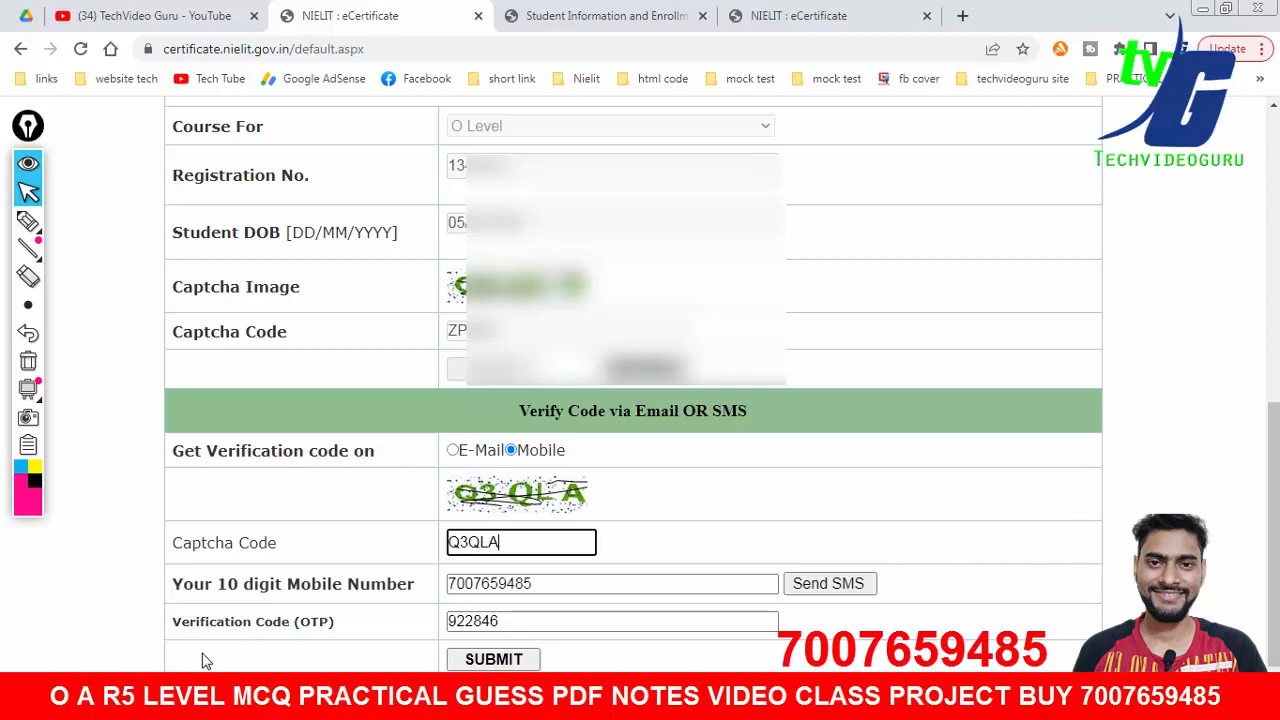 (34) TechVideo Guru - YouTube
NIELIT : eCertificate
Student Information and Enrollm
NIELIT : eCertificate
certificate.nielit.gov.in/default.aspx
Update
links
website tech
Tech Tube
Google AdSense
Facebook
short link
Nielit
html code
mock test
mock test
fb cover
techvideoguru site
tvG
TECHVIDEOGURU
Course For
O Level
Registration No.
13-
Student DOB [DD/MM/YYYY]
05/
Captcha Image
Captcha Code
ZP
Verify Code via Email OR SMS
Get Verification code on
E-Mail
Mobile
Q3 QL A
Captcha Code
Q3QLA
Your 10 digit Mobile Number
7007659485
Send SMS
Verification Code (OTP)
922846
SUBMIT
7007659485
O A R5 LEVEL MCQ PRACTICAL GUESS PDF NOTES VIDEO CLASS PROJECT BUY 7007659485